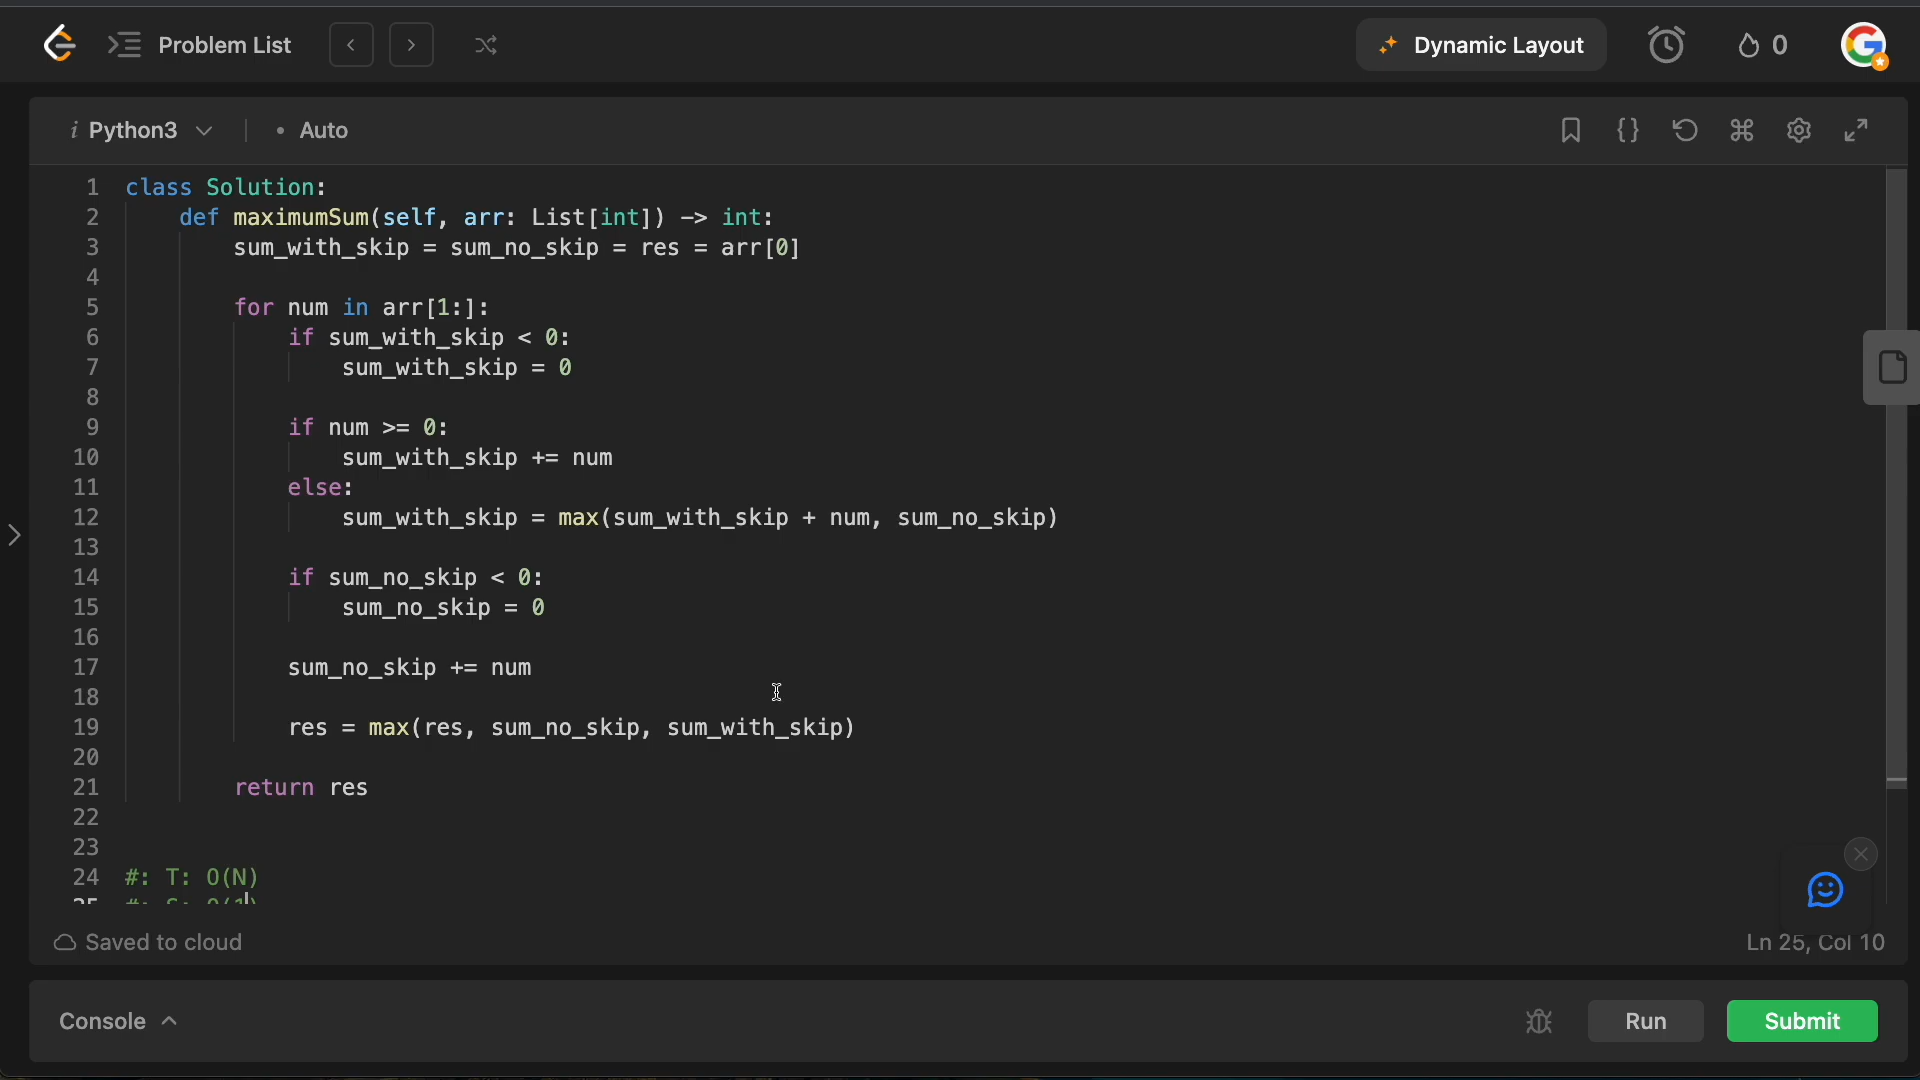 Problem List
Dynamic Layout
0
i Python3
• Auto
1 class Solution:
2 def maximumSum(self, arr: List[int]) -> int:
3 sum_with_skip = sum_no_skip = res = arr[0]
4
5 for num in arr[1:]:
6 if sum_with_skip < 0:
7 sum_with_skip = 0
8
9 if num >= 0:
10 sum_with_skip += num
11 else:
12 sum_with_skip = max(sum_with_skip + num, sum_no_skip)
13
14 if sum_no_skip < 0:
15 sum_no_skip = 0
16
17 sum_no_skip += num
18
19 res = max(res, sum_no_skip, sum_with_skip)
20
21 return res
22
23
24 #: T: O(N)
25 #: S: O(1)
Saved to cloud
Ln 25, Col 10
Console
Run
Submit